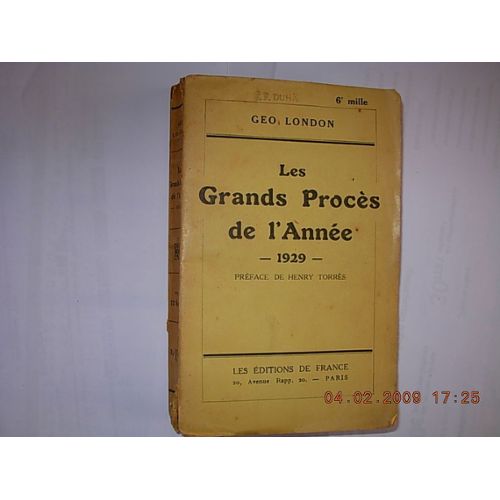 6e mille
GEO LONDON
Les
Grands Procès
de l'Année
— 1929 —
PRÉFACE DE HENRY TORRÈS
LES ÉDITIONS DE FRANCE
20, Avenue Rapp, 20. — PARIS
04.02.2009 17:25